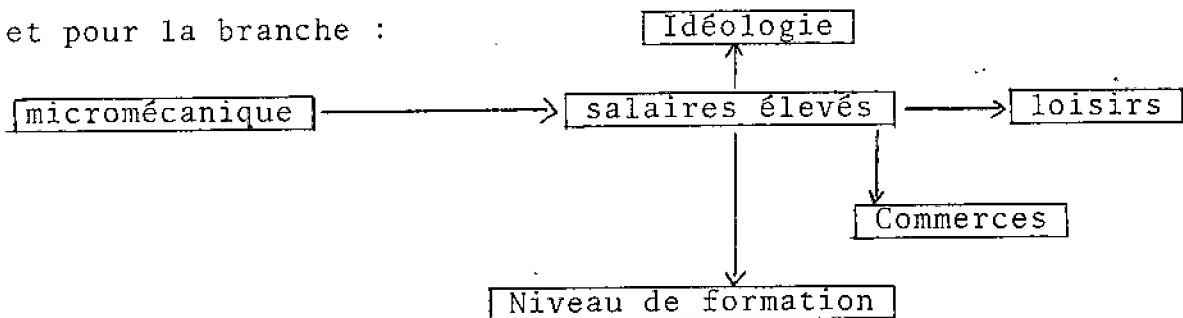 et pour la branche :
Idéologie
micromécanique
salaires élevés
loisirs
Commerces
Niveau de formation